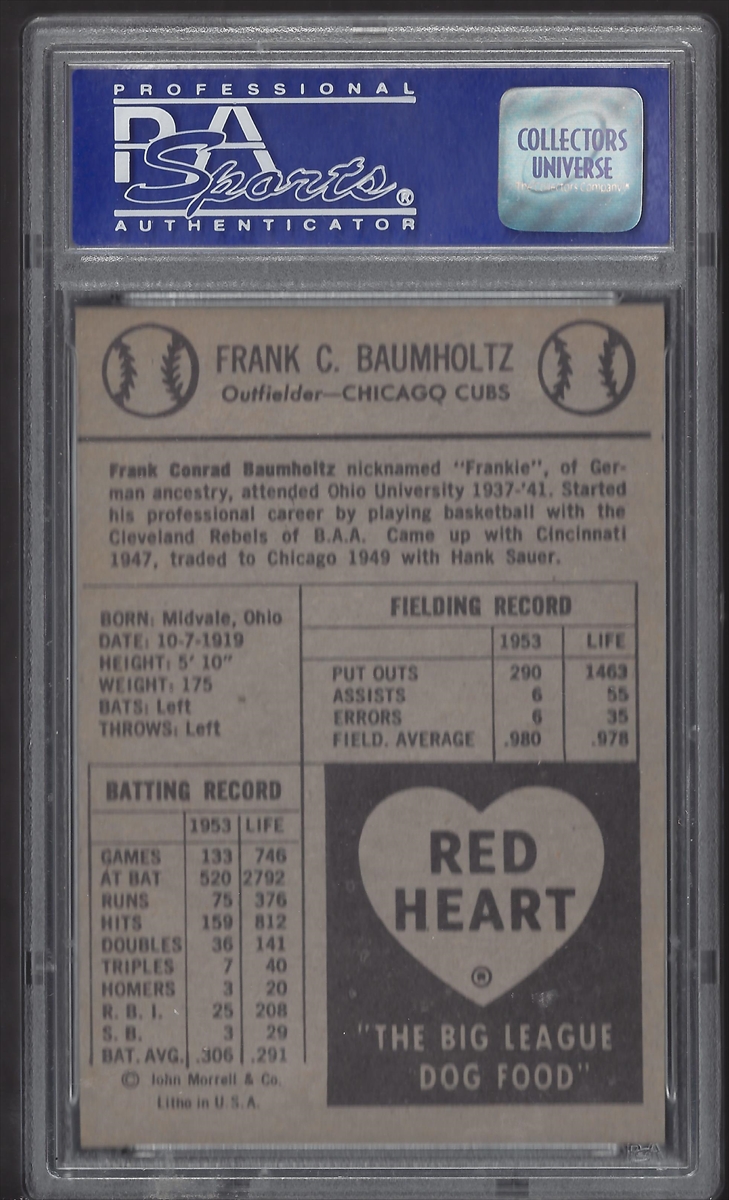 PROFESSIONAL
PSA
Sports®
AUTHENTICATOR
COLLECTORS
UNIVERSE
The Collectors Company®
FRANK C. BAUMHOLTZ
Outfielder—CHICAGO CUBS
Frank Conrad Baumholtz nicknamed "Frankie", of Ger-
man ancestry, attended Ohio University 1937-'41. Started
his professional career by playing basketball with the
Cleveland Rebels of B.A.A. Came up with Cincinnati
1947, traded to Chicago 1949 with Hank Sauer.
BORN: Midvale, Ohio
DATE: 10-7-1919
HEIGHT: 5' 10"
WEIGHT: 175
BATS: Left
THROWS: Left
FIELDING RECORD
1953 LIFE
PUT OUTS 290 1463
ASSISTS 6 55
ERRORS 6 35
FIELD. AVERAGE .980 .978
BATTING RECORD
1953 LIFE
GAMES 133 746
AT BAT 520 2792
RUNS 75 376
HITS 159 812
DOUBLES 36 141
TRIPLES 7 40
HOMERS 3 20
R. B. I. 25 208
S. B. 3 29
BAT. AVG. .306 .291
© John Morrell & Co.
Litho in U.S.A.
RED
HEART
®
"THE BIG LEAGUE
DOG FOOD"